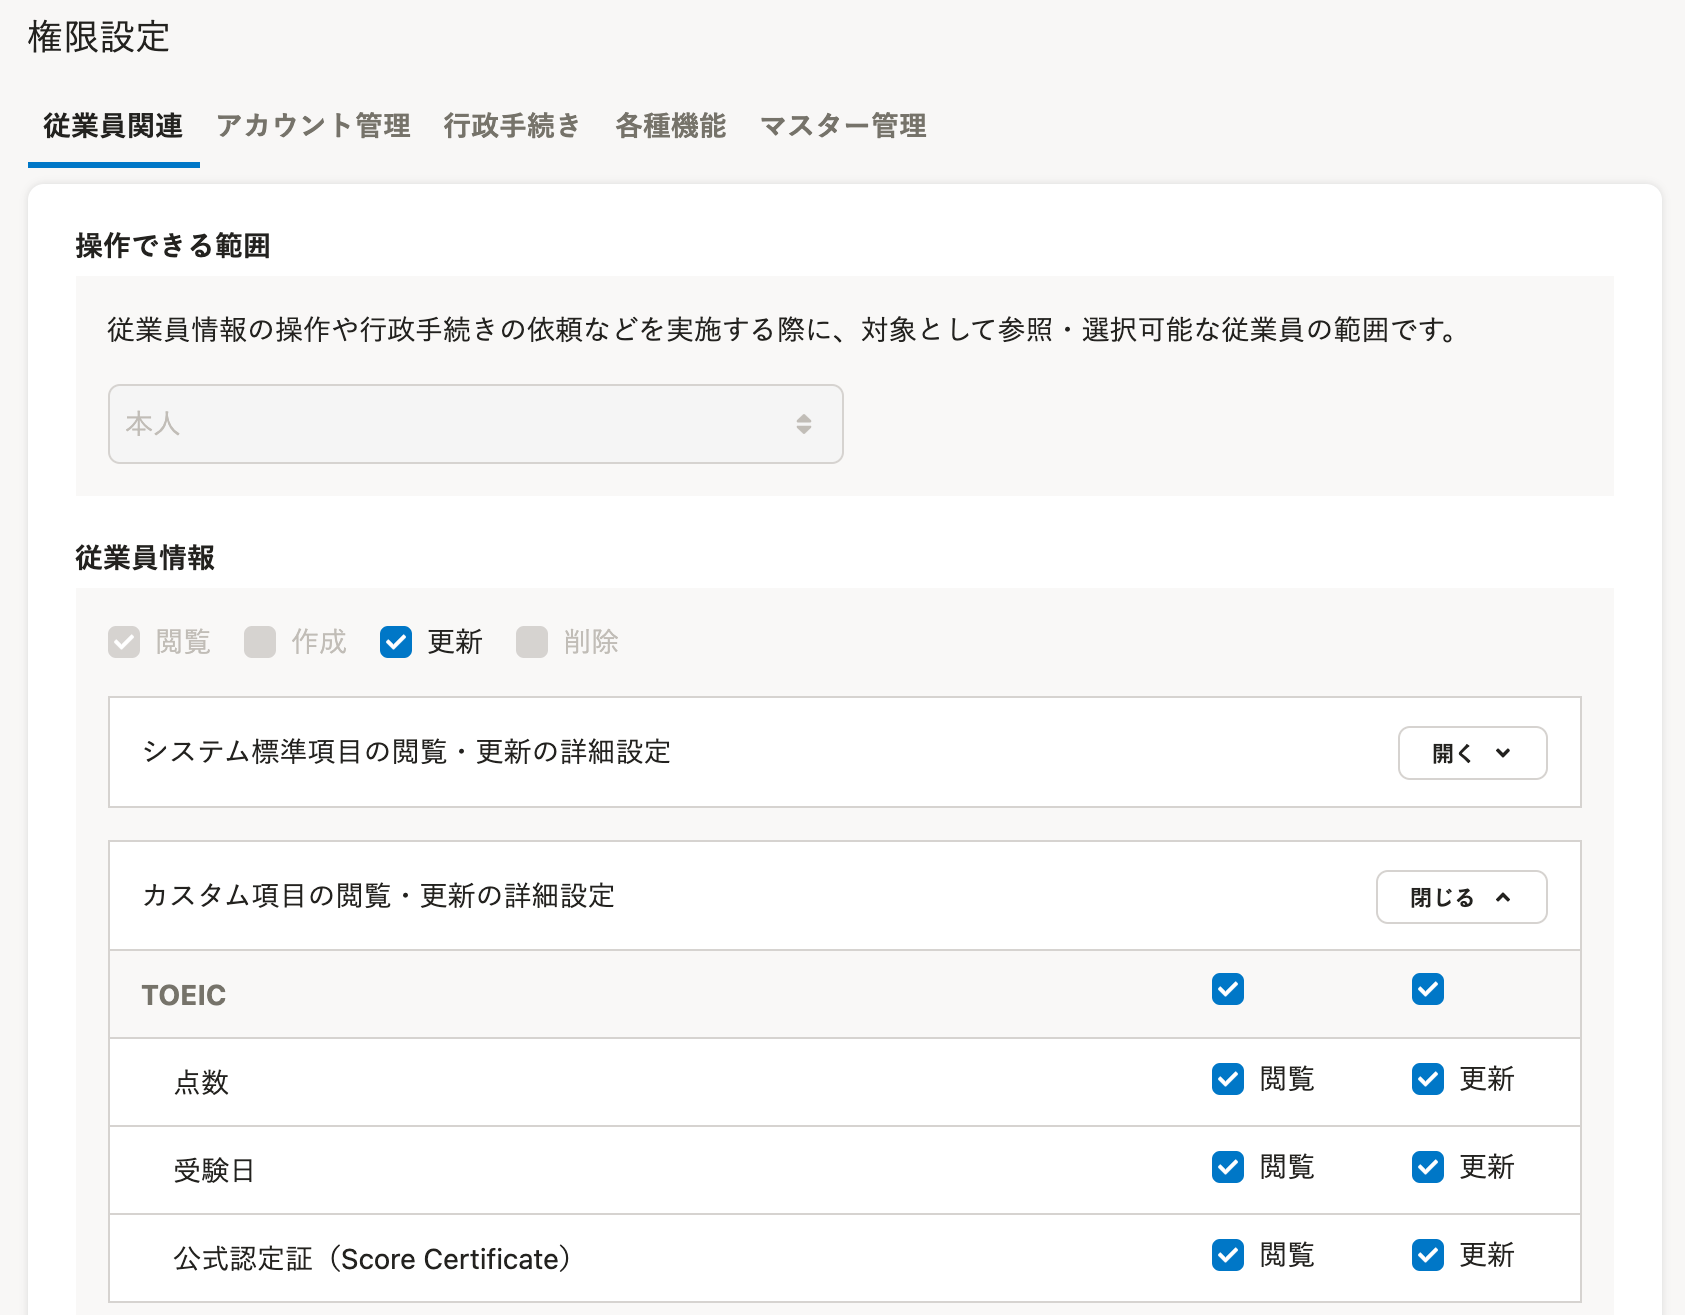 権限設定
従業員関連 アカウント管理 行政手続き 各種機能 マスター管理
操作できる範囲
従業員情報の操作や行政手続きの依頼などを実施する際に、対象として参照・選択可能な従業員の範囲です。
本人
従業員情報
閲覧 作成 更新 削除
システム標準項目の閲覧・更新の詳細設定 開く
カスタム項目の閲覧・更新の詳細設定 閉じる
TOEIC
点数 閲覧 更新
受験日 閲覧 更新
公式認定証（Score Certificate） 閲覧 更新